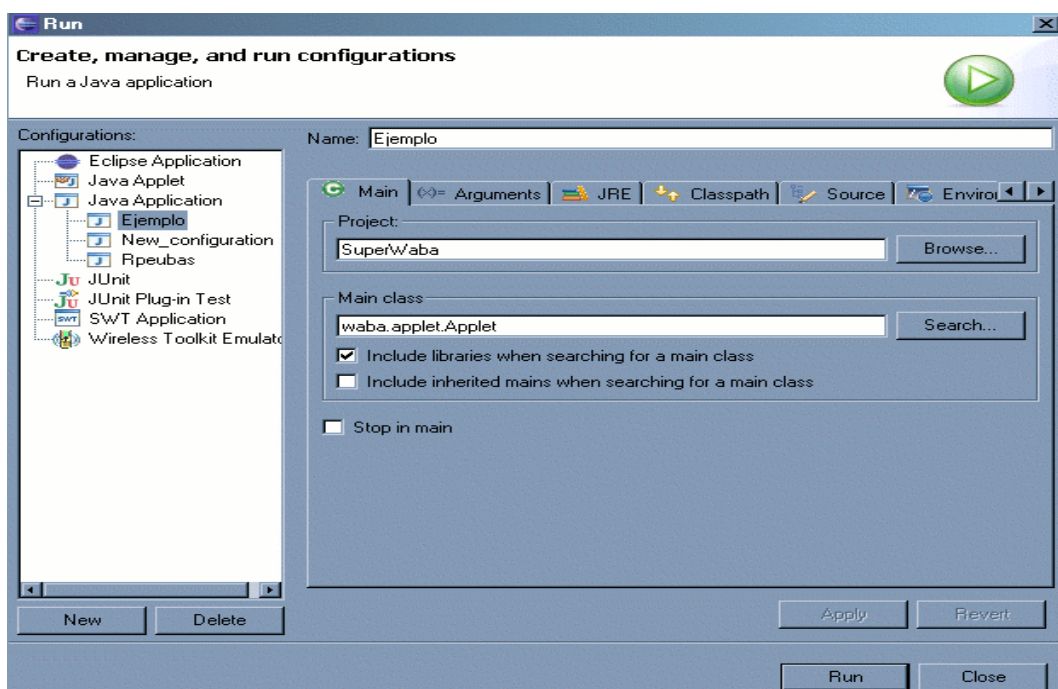 Run
Create, manage, and run configurations
Run a Java application
Configurations:
Eclipse Application
Java Applet
Java Application
Ejemplo
New_configuration
Rpeubas
JUnit
JUnit Plug-in Test
SWT Application
Wireless Toolkit Emulato
New
Delete
Name: Ejemplo
Main
Arguments
JRE
Classpath
Source
Environ
Project:
SuperWaba
Browse...
Main class
waba.applet.Applet
Search...
Include libraries when searching for a main class
Include inherited mains when searching for a main class
Stop in main
Apply
Revert
Run
Close